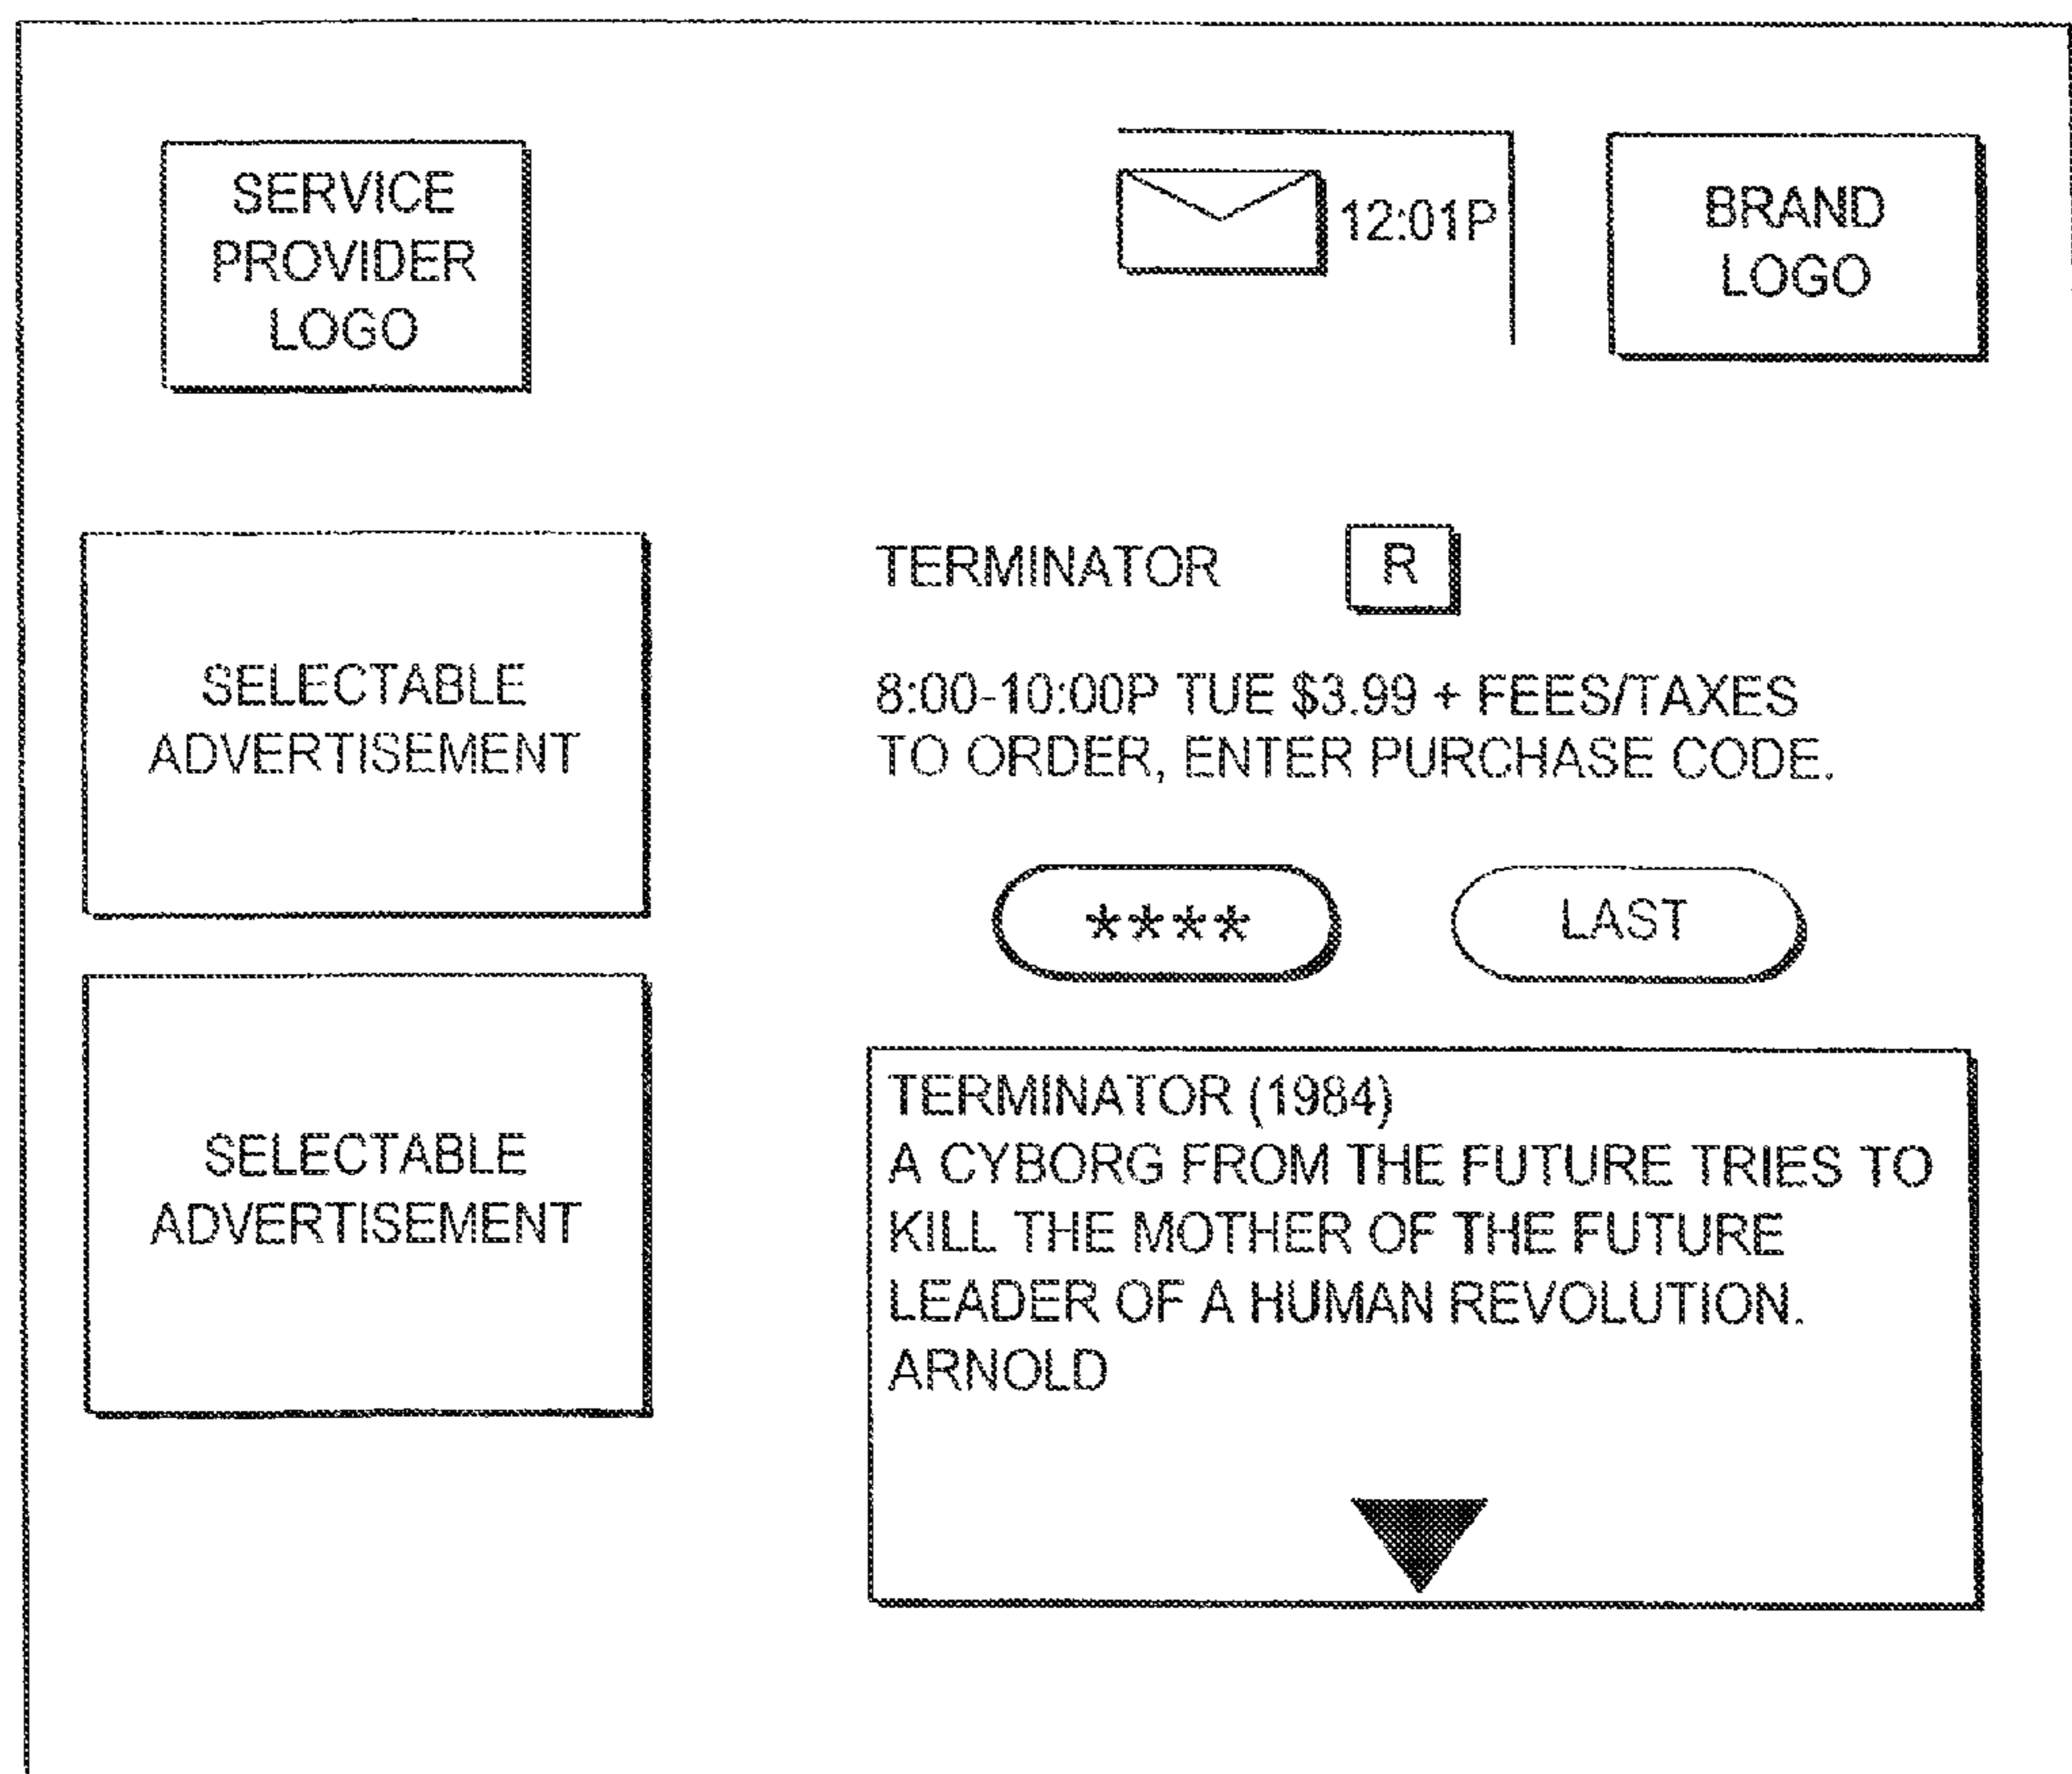 SERVICE
PROVIDER
LOGO
12:01P
BRAND
LOGO
SELECTABLE
ADVERTISEMENT
SELECTABLE
ADVERTISEMENT
TERMINATOR R
8:00-10:00P TUE $3.99 + FEES/TAXES
TO ORDER, ENTER PURCHASE CODE.
**** LAST
TERMINATOR (1984)
A CYBORG FROM THE FUTURE TRIES TO
KILL THE MOTHER OF THE FUTURE
LEADER OF A HUMAN REVOLUTION.
ARNOLD